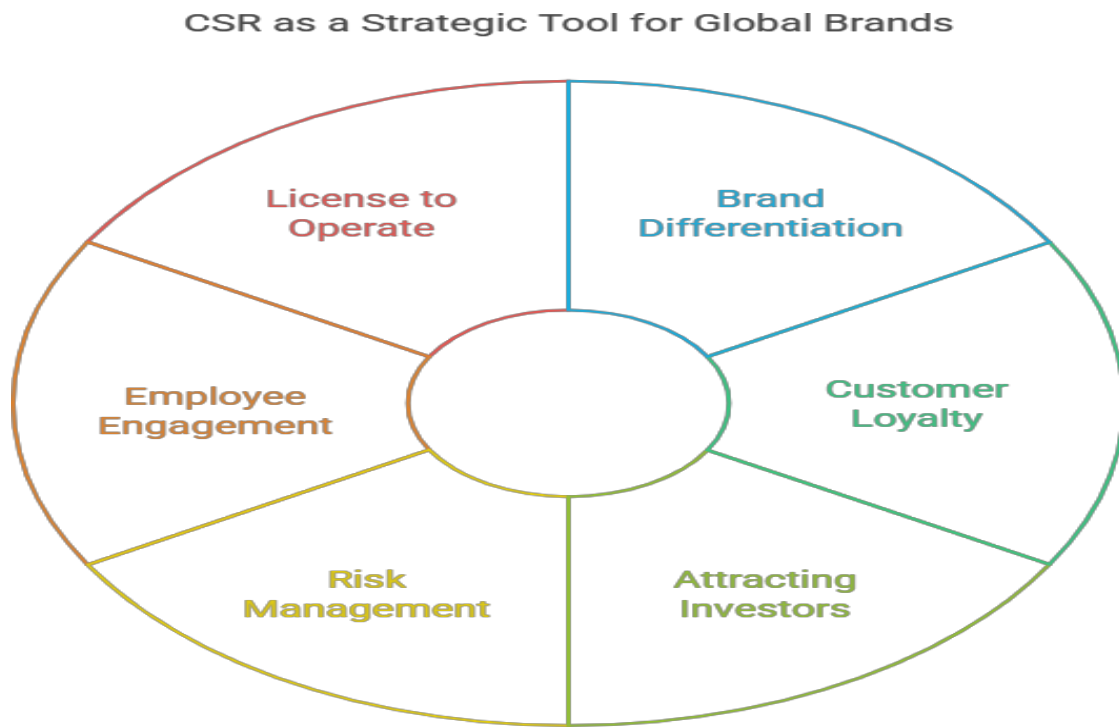 CSR as a Strategic Tool for Global Brands
License to
Operate
Brand
Differentiation
Customer
Loyalty
Attracting
Investors
Risk
Management
Employee
Engagement